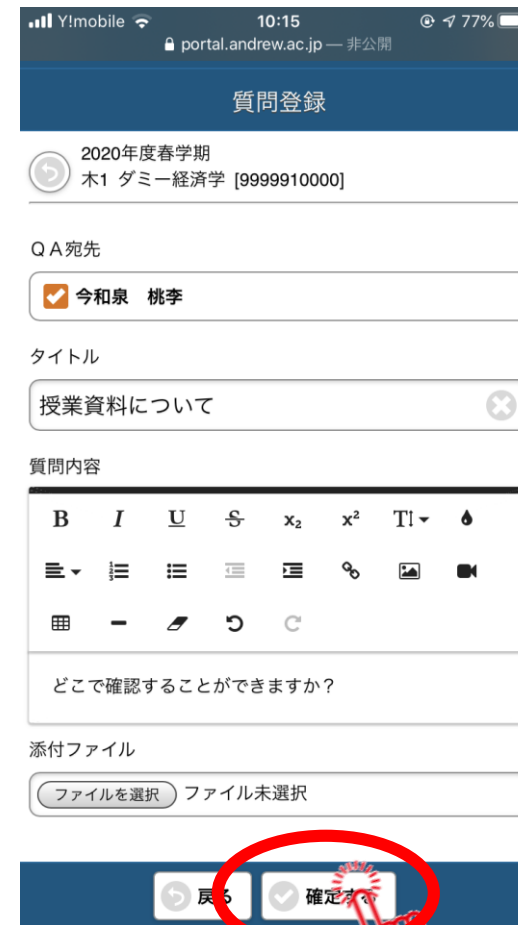 Y!mobile 10:15 77%
portal.andrew.ac.jp — 非公開
質問登録
2020年度春学期
木1 ダミー経済学 [9999910000]
ＱＡ宛先
今和泉　桃李
タイトル
授業資料について
質問内容
B I U S x₂ x² T
どこで確認することができますか？
添付ファイル
ファイルを選択 ファイル未選択
戻る 確定する